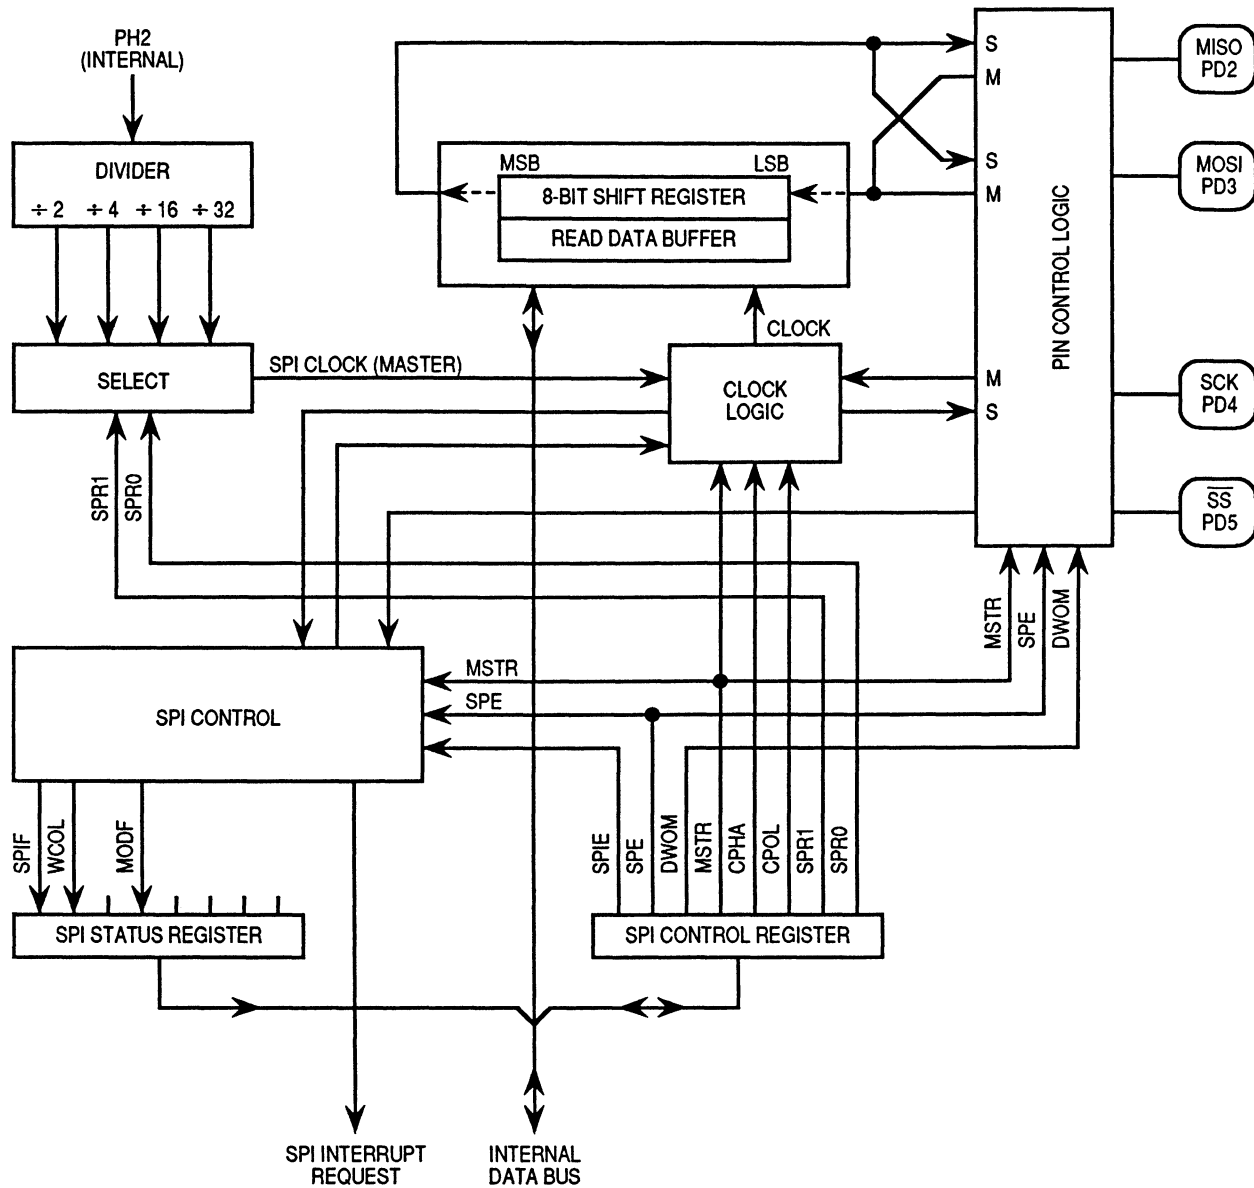 PH2
(INTERNAL)
DIVIDER
÷ 2 ÷ 4 ÷ 16 ÷ 32
SELECT
SPI CLOCK (MASTER)
SPR1
SPR0
MSB
LSB
8-BIT SHIFT REGISTER
READ DATA BUFFER
CLOCK
CLOCK
LOGIC
S
M
S
M
M
S
PIN CONTROL LOGIC
MISO
PD2
MOSI
PD3
SCK
PD4
SS
PD5
MSTR
SPE
DWOM
SPI CONTROL
MSTR
SPE
SPIF
WCOL
MODF
SPI STATUS REGISTER
SPIE
SPE
DWOM
MSTR
CPHA
CPOL
SPR1
SPR0
SPI CONTROL REGISTER
SPI INTERRUPT
REQUEST
INTERNAL
DATA BUS